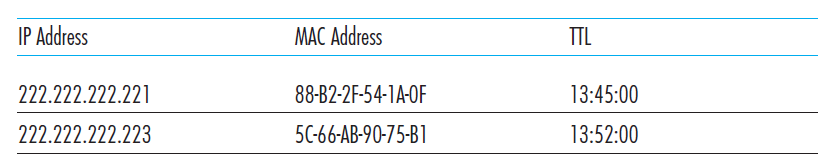 IP Address MAC Address TTL
222.222.222.221 88-B2-2F-54-1A-0F 13:45:00
222.222.222.223 5C-66-AB-90-75-B1 13:52:00